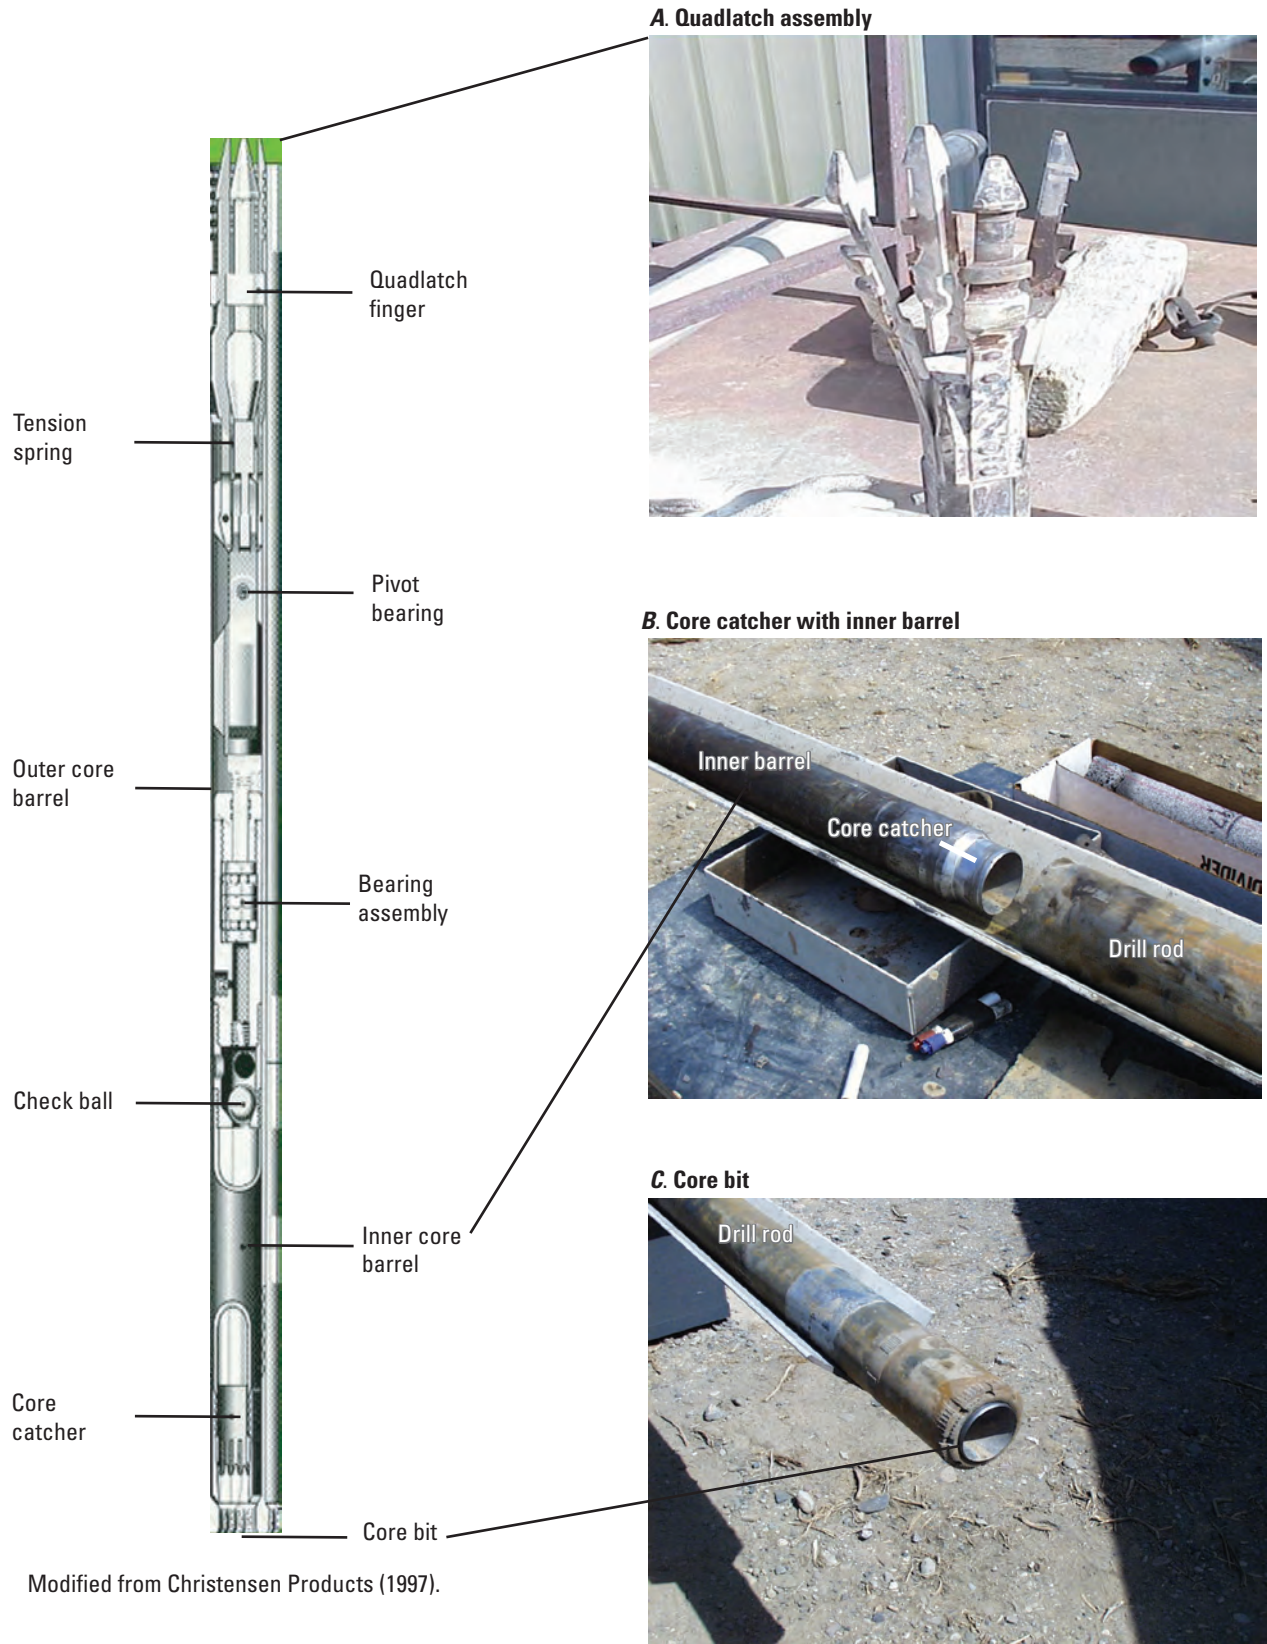 A. Quadlatch assembly
Quadlatch
finger
Tension
spring
Pivot
bearing
B. Core catcher with inner barrel
Outer core
barrel
Inner barrel
Core catcher
DIVIDER
Bearing
assembly
Drill rod
Check ball
C. Core bit
Inner core
barrel
Drill rod
Core
catcher
Core bit
Modified from Christensen Products (1997).